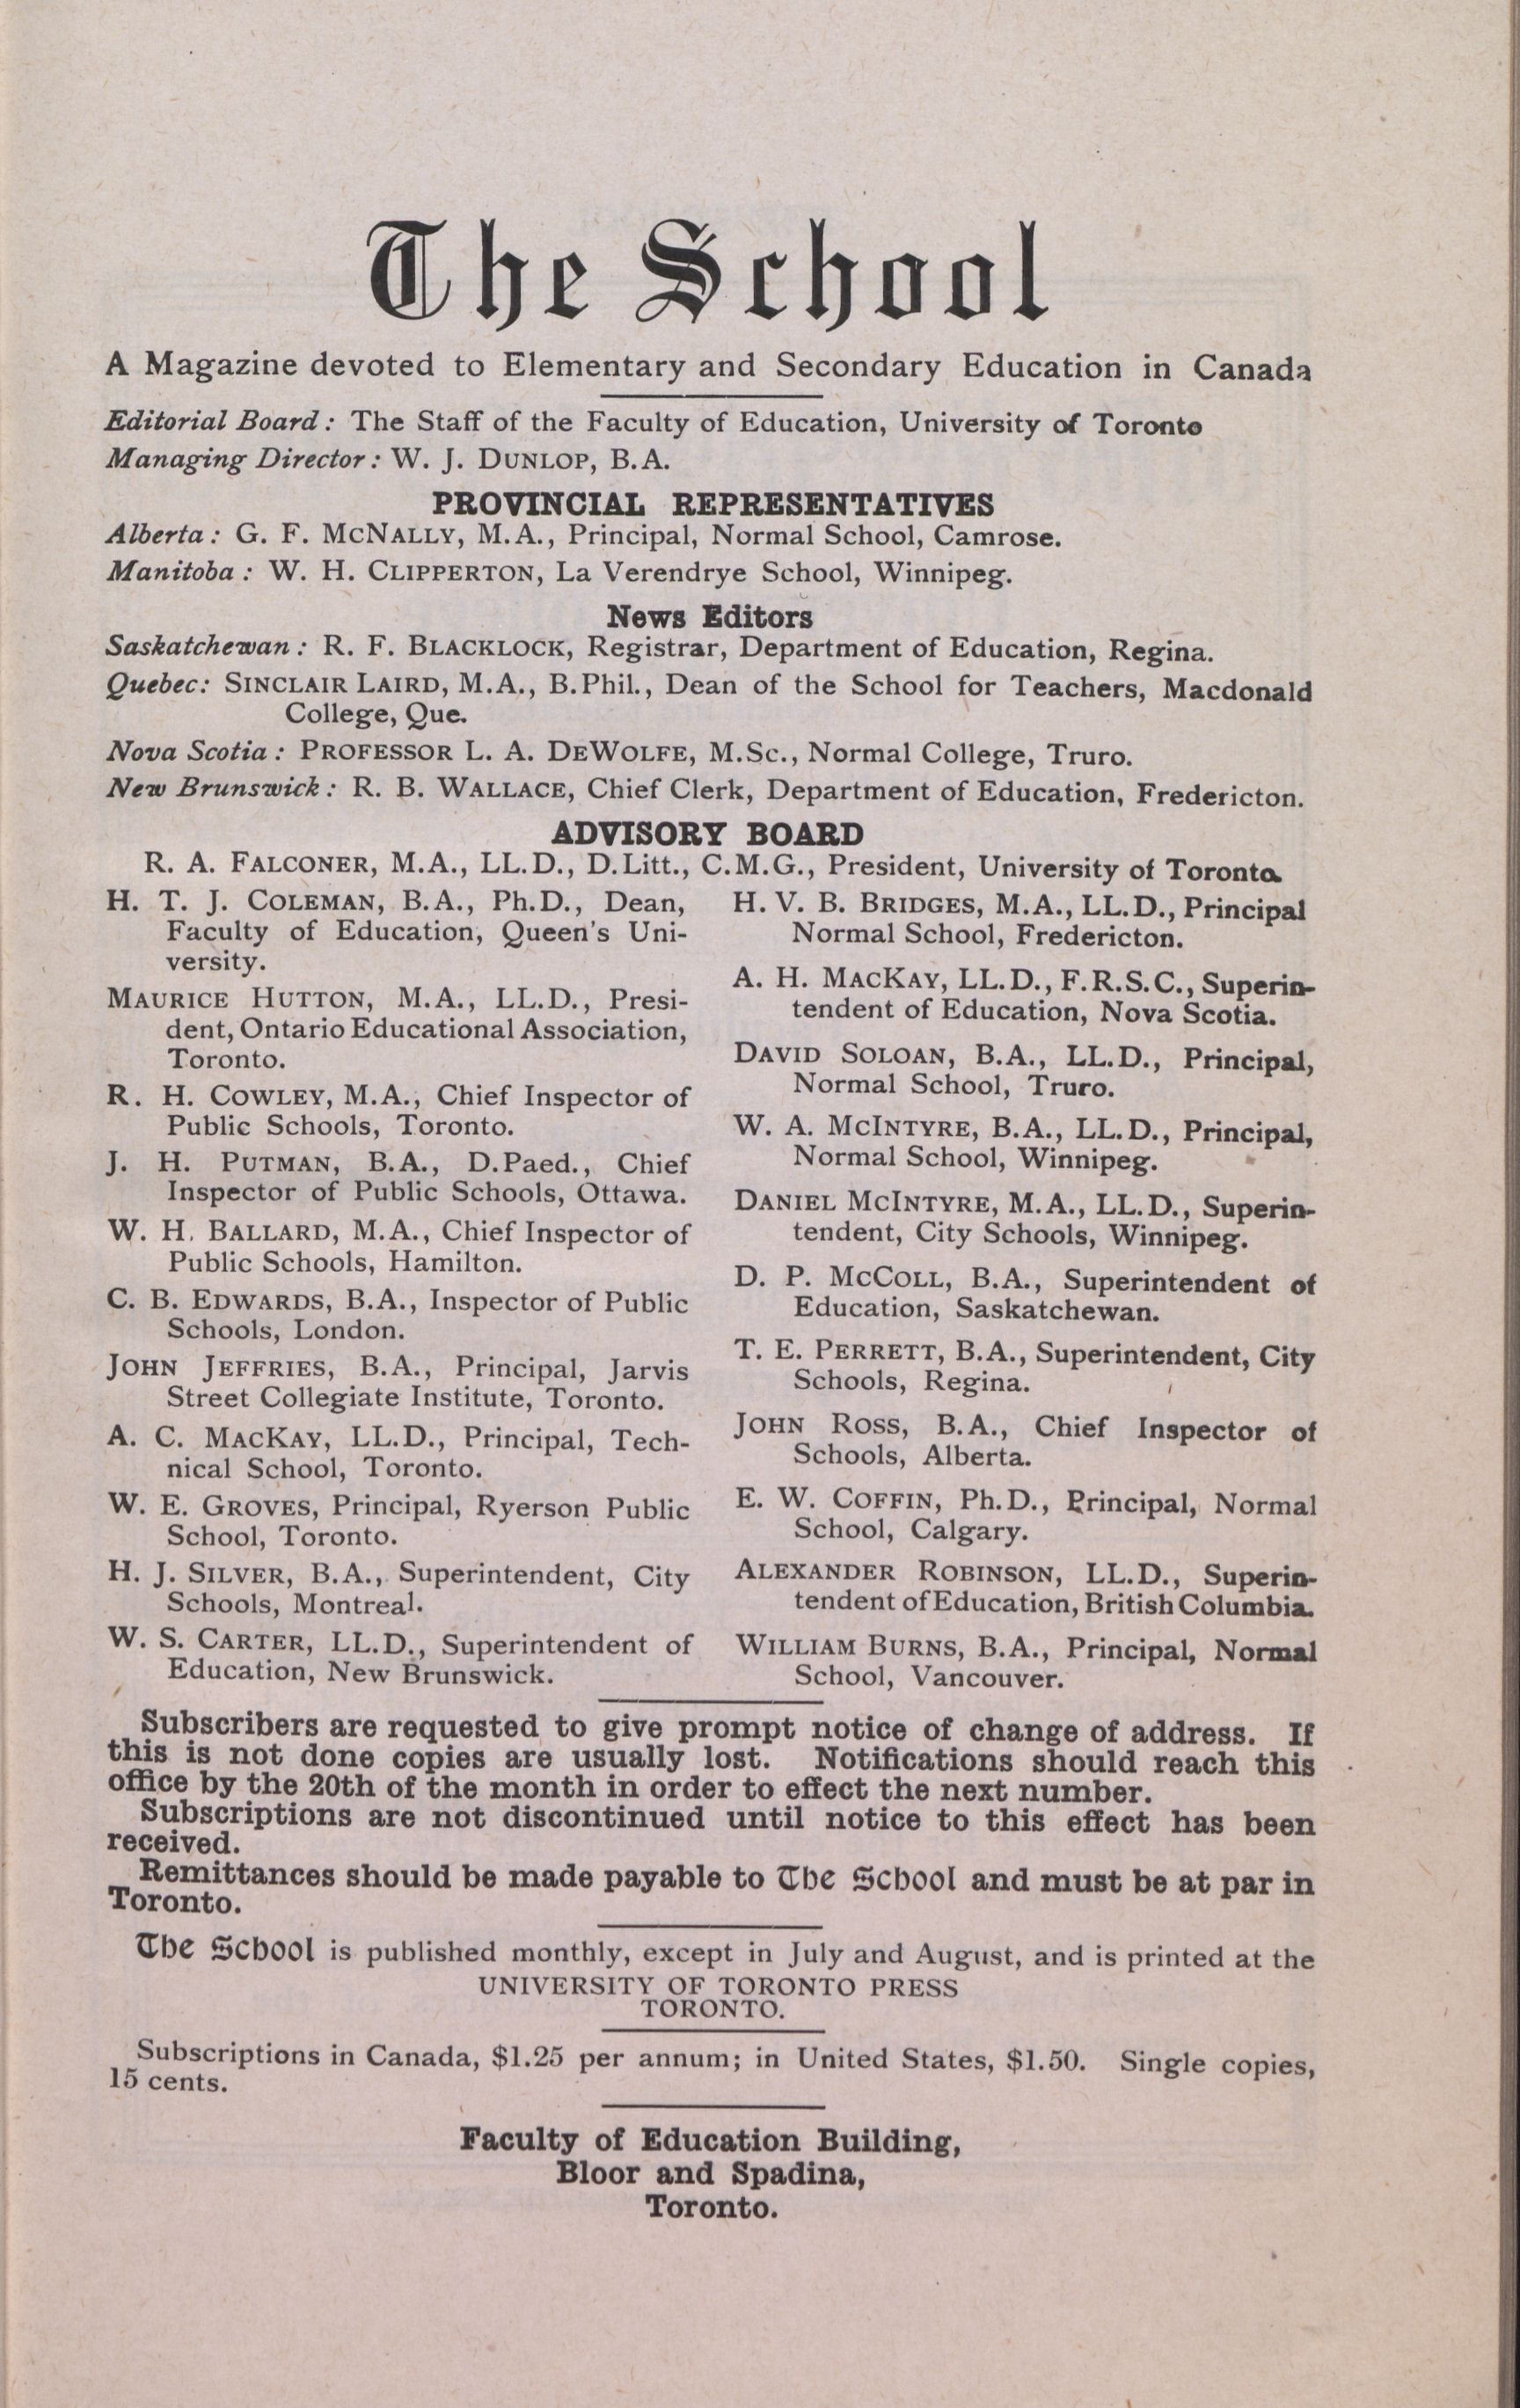 The School
A Magazine devoted to Elementary and Secondary Education in Canada
Editorial Board: The Staff of the Faculty of Education, University of Toronto
Managing Director: W. J. DUNLOP, B.A.
PROVINCIAL REPRESENTATIVES
Alberta: G. F. MCNALLY, M.A., Principal, Normal School, Camrose.
Manitoba: W. H. CLIPPERTON, La Verendrye School, Winnipeg.
News Editors
Saskatchewan: R. F. BLACKLOCK, Registrar, Department of Education, Regina.
Quebec: SINCLAIR LAIRD, M.A., B.Phil., Dean of the School for Teachers, Macdonald
College, Que.
Nova Scotia: PROFESSOR L. A. DEWOLFE, M.Sc., Normal College, Truro.
New Brunswick: R. B. WALLACE, Chief Clerk, Department of Education, Fredericton.
ADVISORY BOARD
R. A. FALCONER, M.A., LL.D., D.Litt., C.M.G., President, University of Toronto.
H. T. J. COLEMAN, B.A., Ph.D., Dean,
Faculty of Education, Queen's Uni-
versity.
MAURICE HUTTON, M.A., LL.D., Presi-
dent, Ontario Educational Association,
Toronto.
R. H. COWLEY, M.A., Chief Inspector of
Public Schools, Toronto.
J. H. PUTMAN, B.A., D.Paed., Chief
Inspector of Public Schools, Ottawa.
W. H. BALLARD, M.A., Chief Inspector of
Public Schools, Hamilton.
C. B. EDWARDS, B.A., Inspector of Public
Schools, London.
JOHN JEFFRIES, B.A., Principal, Jarvis
Street Collegiate Institute, Toronto.
A. C. MACKAY, LL.D., Principal, Tech-
nical School, Toronto.
W. E. GROVES, Principal, Ryerson Public
School, Toronto.
H. J. SILVER, B.A., Superintendent, City
Schools, Montreal.
W. S. CARTER, LL.D., Superintendent of
Education, New Brunswick.
H. V. B. BRIDGES, M.A., LL.D., Principal
Normal School, Fredericton.
A. H. MACKAY, LL.D., F.R.S.C., Superin-
tendent of Education, Nova Scotia.
DAVID SOLOAN, B.A., LL.D., Principal,
Normal School, Truro.
W. A. MCINTYRE, B.A., LL.D., Principal,
Normal School, Winnipeg.
DANIEL MCINTYRE, M.A., LL.D., Superin-
tendent, City Schools, Winnipeg.
D. P. MCCOLL, B.A., Superintendent of
Education, Saskatchewan.
T. E. PERRETT, B.A., Superintendent, City
Schools, Regina.
JOHN ROSS, B.A., Chief Inspector of
Schools, Alberta.
E. W. COFFIN, Ph.D., Principal, Normal
School, Calgary.
ALEXANDER ROBINSON, LL.D., Superin-
tendent of Education, British Columbia.
WILLIAM BURNS, B.A., Principal, Normal
School, Vancouver.
Subscribers are requested to give prompt notice of change of address. If
this is not done copies are usually lost. Notifications should reach this
office by the 20th of the month in order to effect the next number.
Subscriptions are not discontinued until notice to this effect has been
received.
Remittances should be made payable to The School and must be at par in
Toronto.
The School is published monthly, except in July and August, and is printed at the
UNIVERSITY OF TORONTO PRESS
TORONTO.
Subscriptions in Canada, $1.25 per annum; in United States, $1.50. Single copies,
15 cents.
Faculty of Education Building,
Bloor and Spadina,
Toronto.